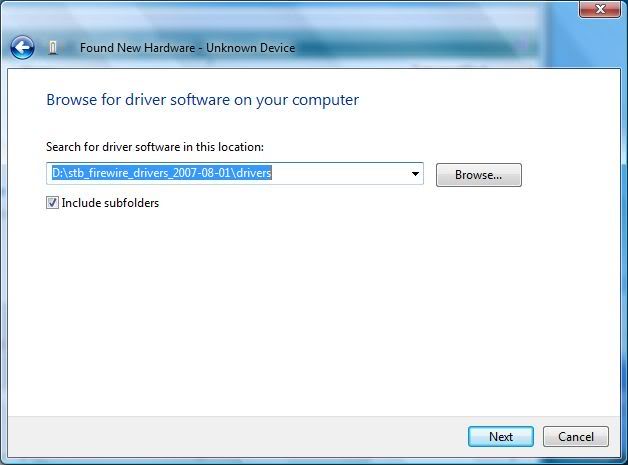 Found New Hardware - Unknown Device
Browse for driver software on your computer
Search for driver software in this location:
D:\stb_firewire_drivers_2007-08-01\drivers
Browse...
Include subfolders
Next
Cancel